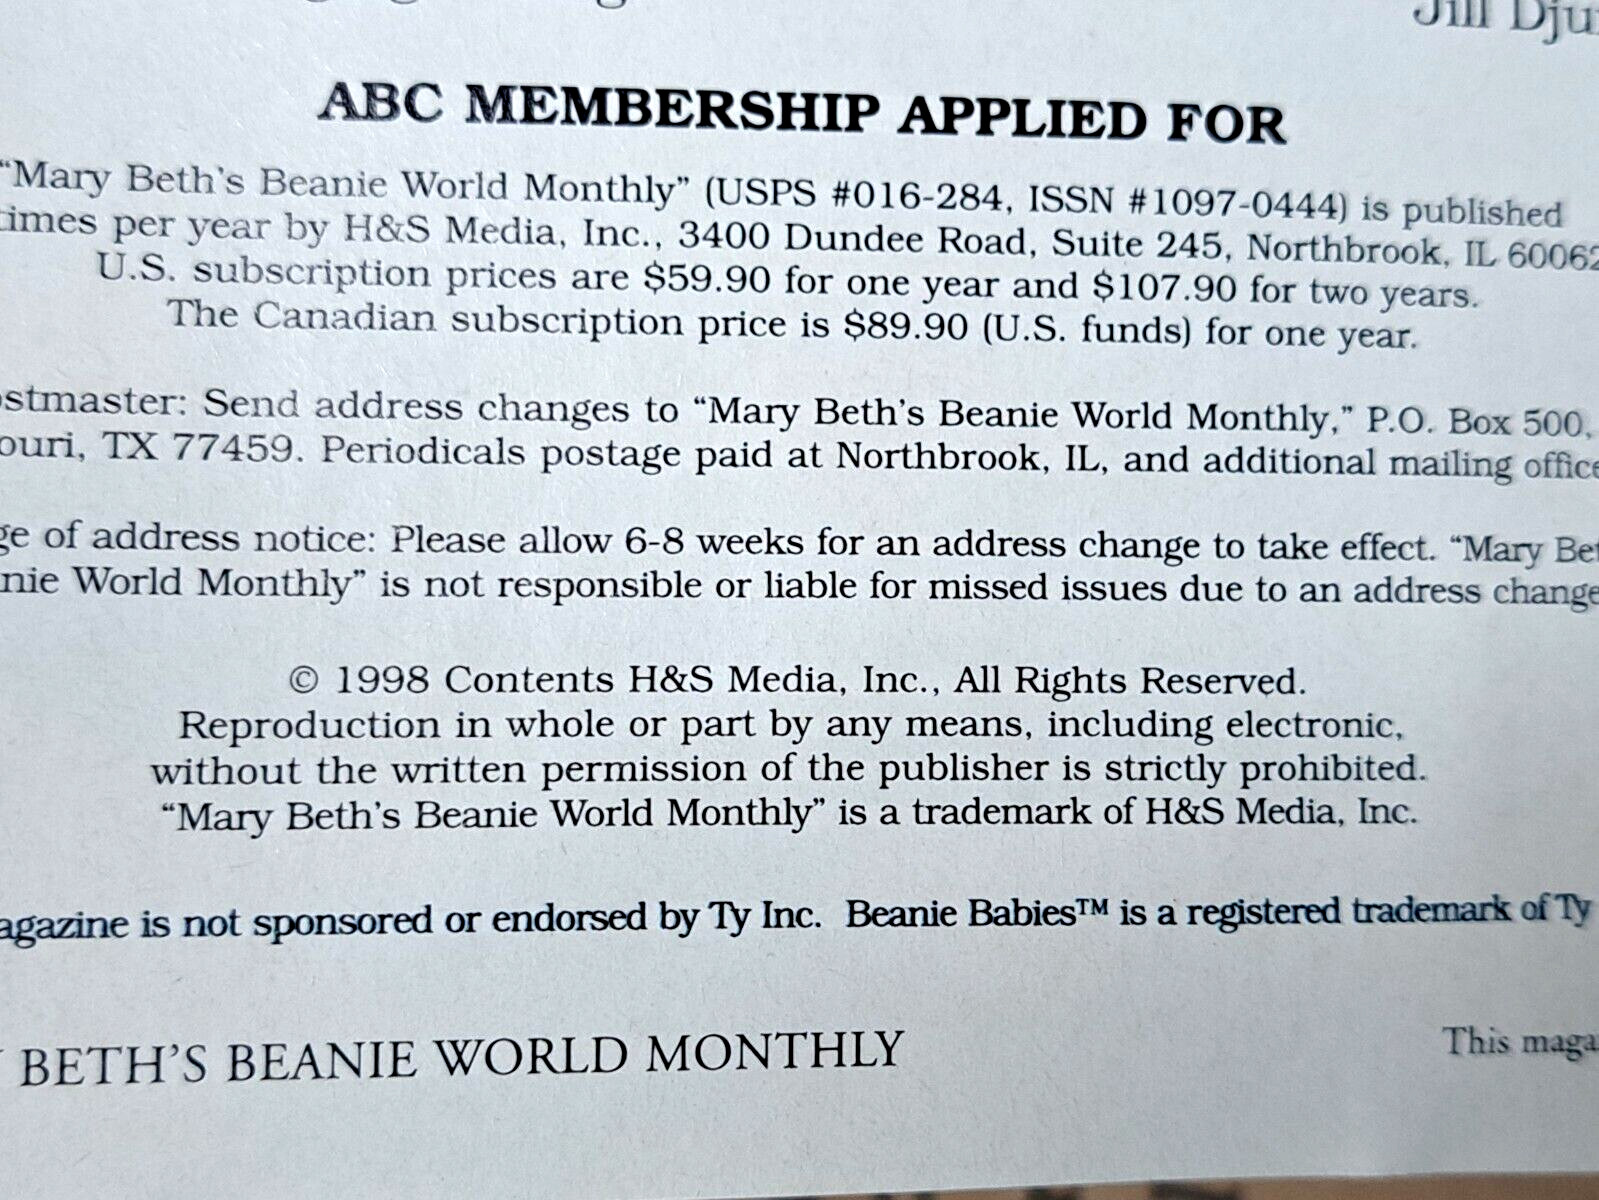 Jill Dju
ABC MEMBERSHIP APPLIED FOR
“Mary Beth’s Beanie World Monthly” (USPS #016-284, ISSN #1097-0444) is published
times per year by H&S Media, Inc., 3400 Dundee Road, Suite 245, Northbrook, IL 60062
U.S. subscription prices are $59.90 for one year and $107.90 for two years.
The Canadian subscription price is $89.90 (U.S. funds) for one year.
ostmaster: Send address changes to “Mary Beth’s Beanie World Monthly,” P.O. Box 500,
ouri, TX 77459. Periodicals postage paid at Northbrook, IL, and additional mailing office
ge of address notice: Please allow 6-8 weeks for an address change to take effect. “Mary Bet
nie World Monthly” is not responsible or liable for missed issues due to an address change
© 1998 Contents H&S Media, Inc., All Rights Reserved.
Reproduction in whole or part by any means, including electronic,
without the written permission of the publisher is strictly prohibited.
“Mary Beth’s Beanie World Monthly” is a trademark of H&S Media, Inc.
agazine is not sponsored or endorsed by Ty Inc. Beanie Babies™ is a registered trademark of Ty
BETH’S BEANIE WORLD MONTHLY
This maga